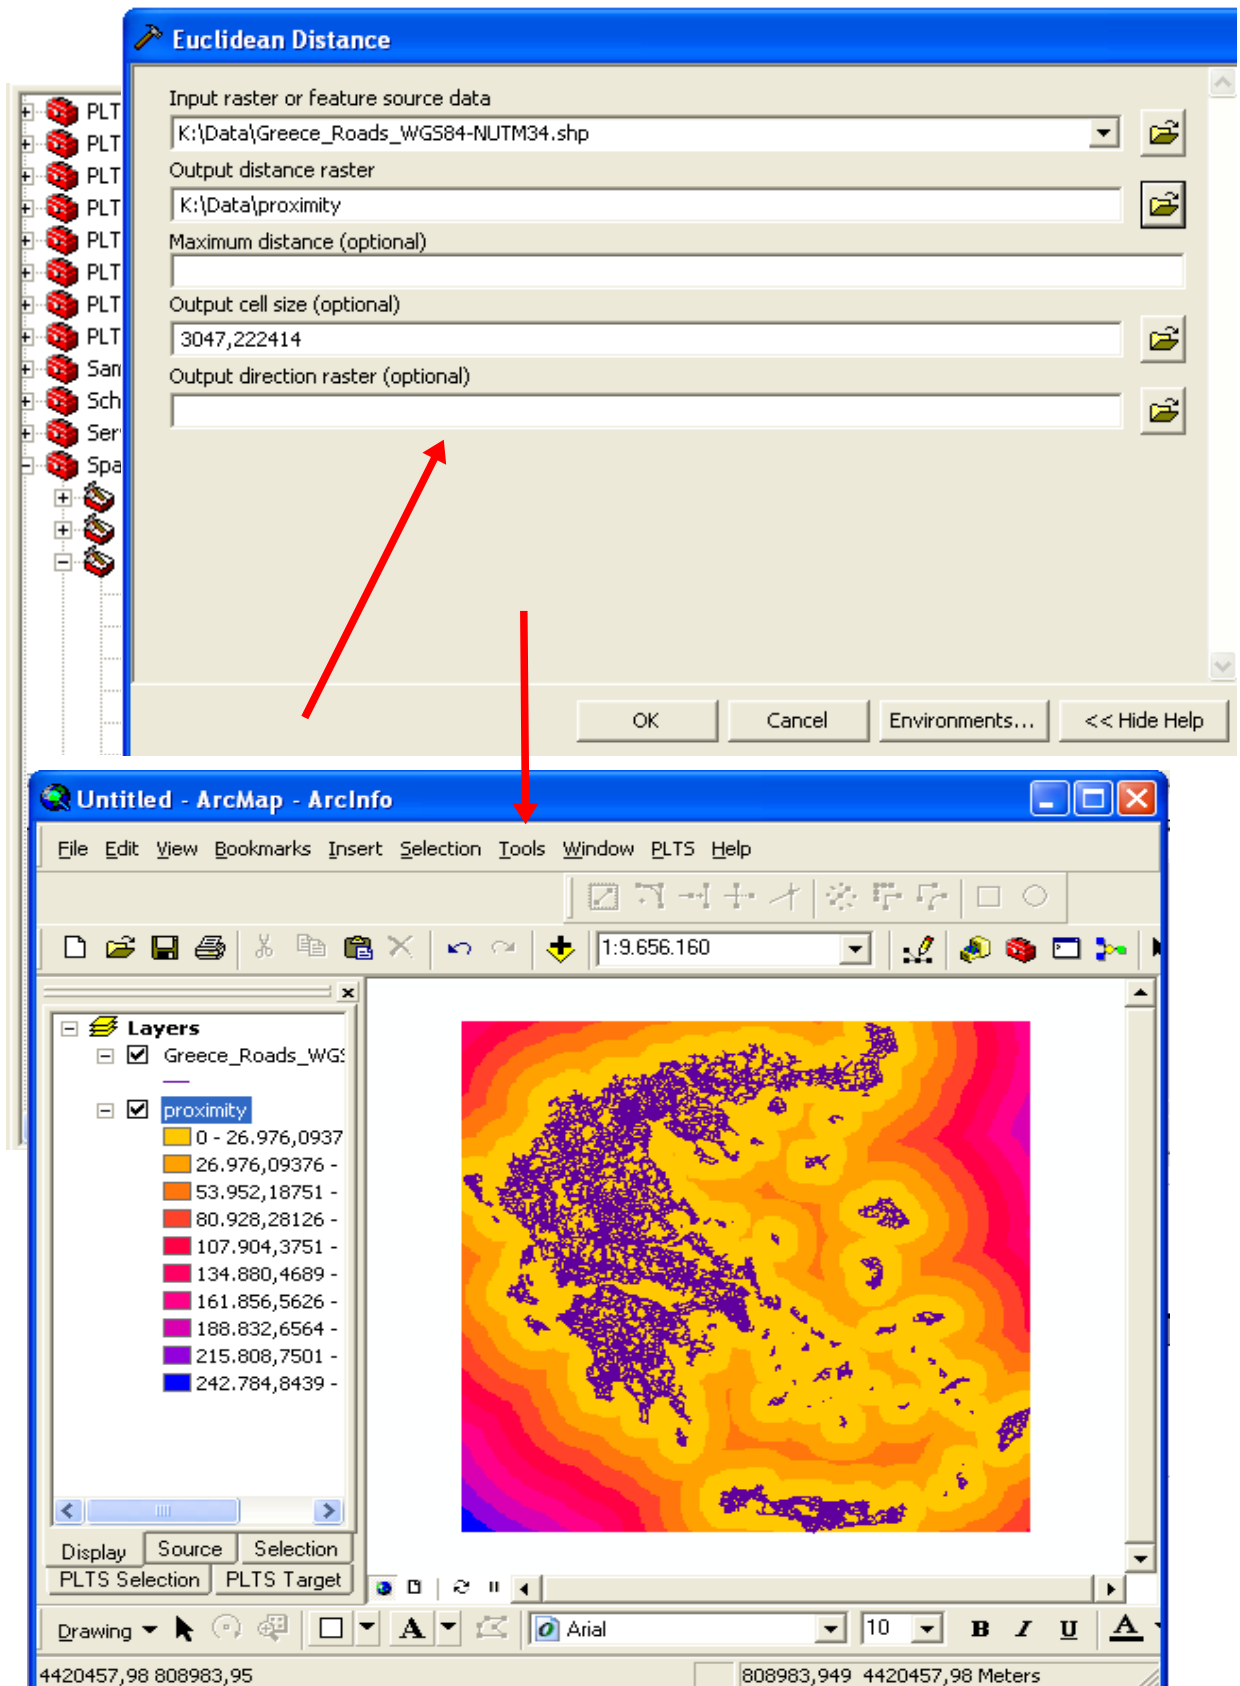 Euclidean Distance
Input raster or feature source data
K:\Data\Greece_Roads_WGS84-NUTM34.shp
Output distance raster
K:\Data\proximity
Maximum distance (optional)
Output cell size (optional)
3047,222414
Output direction raster (optional)
PLT
PLT
PLT
PLT
PLT
PLT
PLT
PLT
San
Sch
Ser
Spa
OK
Cancel
Environments...
<< Hide Help
Untitled - ArcMap - ArcInfo
File Edit View Bookmarks Insert Selection Tools Window PLTS Help
1:9.656.160
Layers
Greece_Roads_WGS
proximity
0 - 26.976,0937
26.976,09376 -
53.952,18751 -
80.928,28126 -
107.904,3751 -
134.880,4689 -
161.856,5626 -
188.832,6564 -
215.808,7501 -
242.784,8439 -
Display Source Selection
PLTS Selection PLTS Target
Drawing A Arial 10 B I U A
4420457,98 808983,95
808983,949 4420457,98 Meters